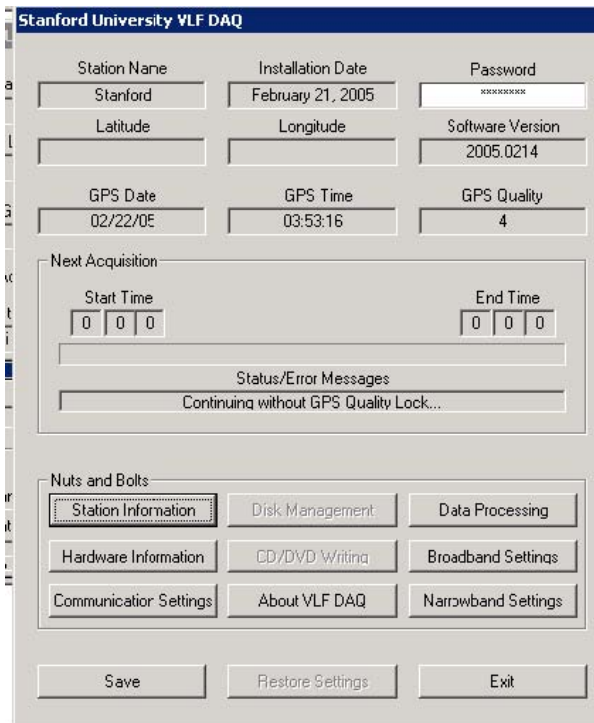 Stanford University VLF DAQ
Station Name Installation Date Password
Stanford February 21, 2005 ********
Latitude Longitude Software Version
2005.0214
GPS Date GPS Time GPS Quality
02/22/05 03:53:16 4
Next Acquisition
Start Time End Time
0 0 0 0 0 0
Status/Error Messages
Continuing without GPS Quality Lock...
Nuts and Bolts
Station Information Disk Management Data Processing
Hardware Information CD/DVD Writing Broadband Settings
Communication Settings About VLF DAQ Narrowband Settings
Save Restore Settings Exit